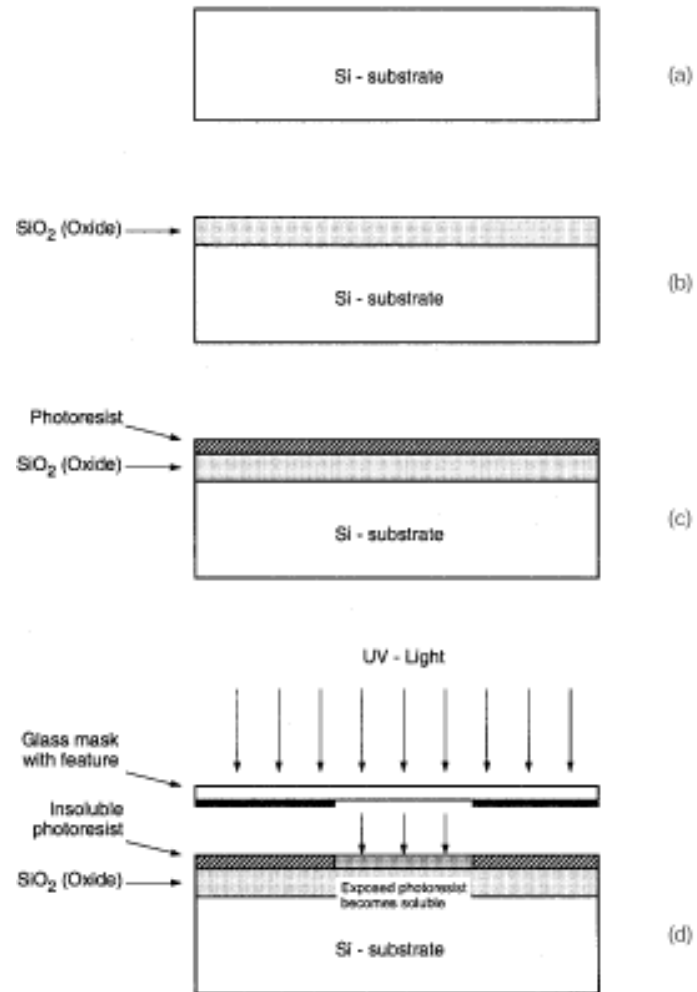 Si - substrate
(a)
SiO₂ (Oxide)
Si - substrate
(b)
Photoresist
SiO₂ (Oxide)
Si - substrate
(c)
UV - Light
Glass mask
with feature
Insoluble
photoresist
SiO₂ (Oxide)
Exposed photoresist
becomes soluble
Si - substrate
(d)